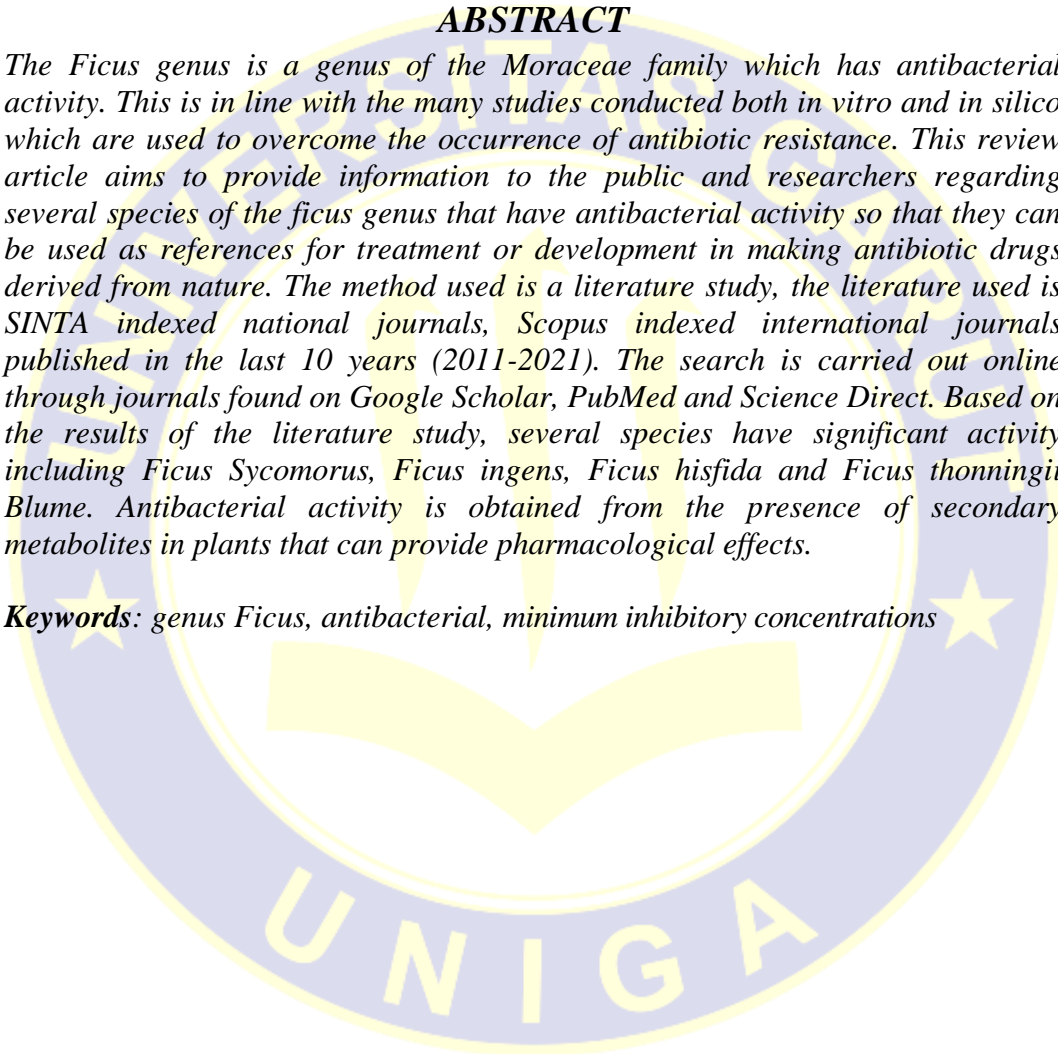 ABSTRACT
The Ficus genus is a genus of the Moraceae family which has antibacterial
activity. This is in line with the many studies conducted both in vitro and in silico
which are used to overcome the occurrence of antibiotic resistance. This review
article aims to provide information to the public and researchers regarding
several species of the ficus genus that have antibacterial activity so that they can
be used as references for treatment or development in making antibiotic drugs
derived from nature. The method used is a literature study, the literature used is
SINTA indexed national journals, Scopus indexed international journals
published in the last 10 years (2011-2021). The search is carried out online
through journals found on Google Scholar, PubMed and Science Direct. Based on
the results of the literature study, several species have significant activity
including Ficus Sycomorus, Ficus ingens, Ficus hisfida and Ficus thonningii
Blume. Antibacterial activity is obtained from the presence of secondary
metabolites in plants that can provide pharmacological effects.
Keywords: genus Ficus, antibacterial, minimum inhibitory concentrations
UNIVERSITAS GARUT
UNIGA